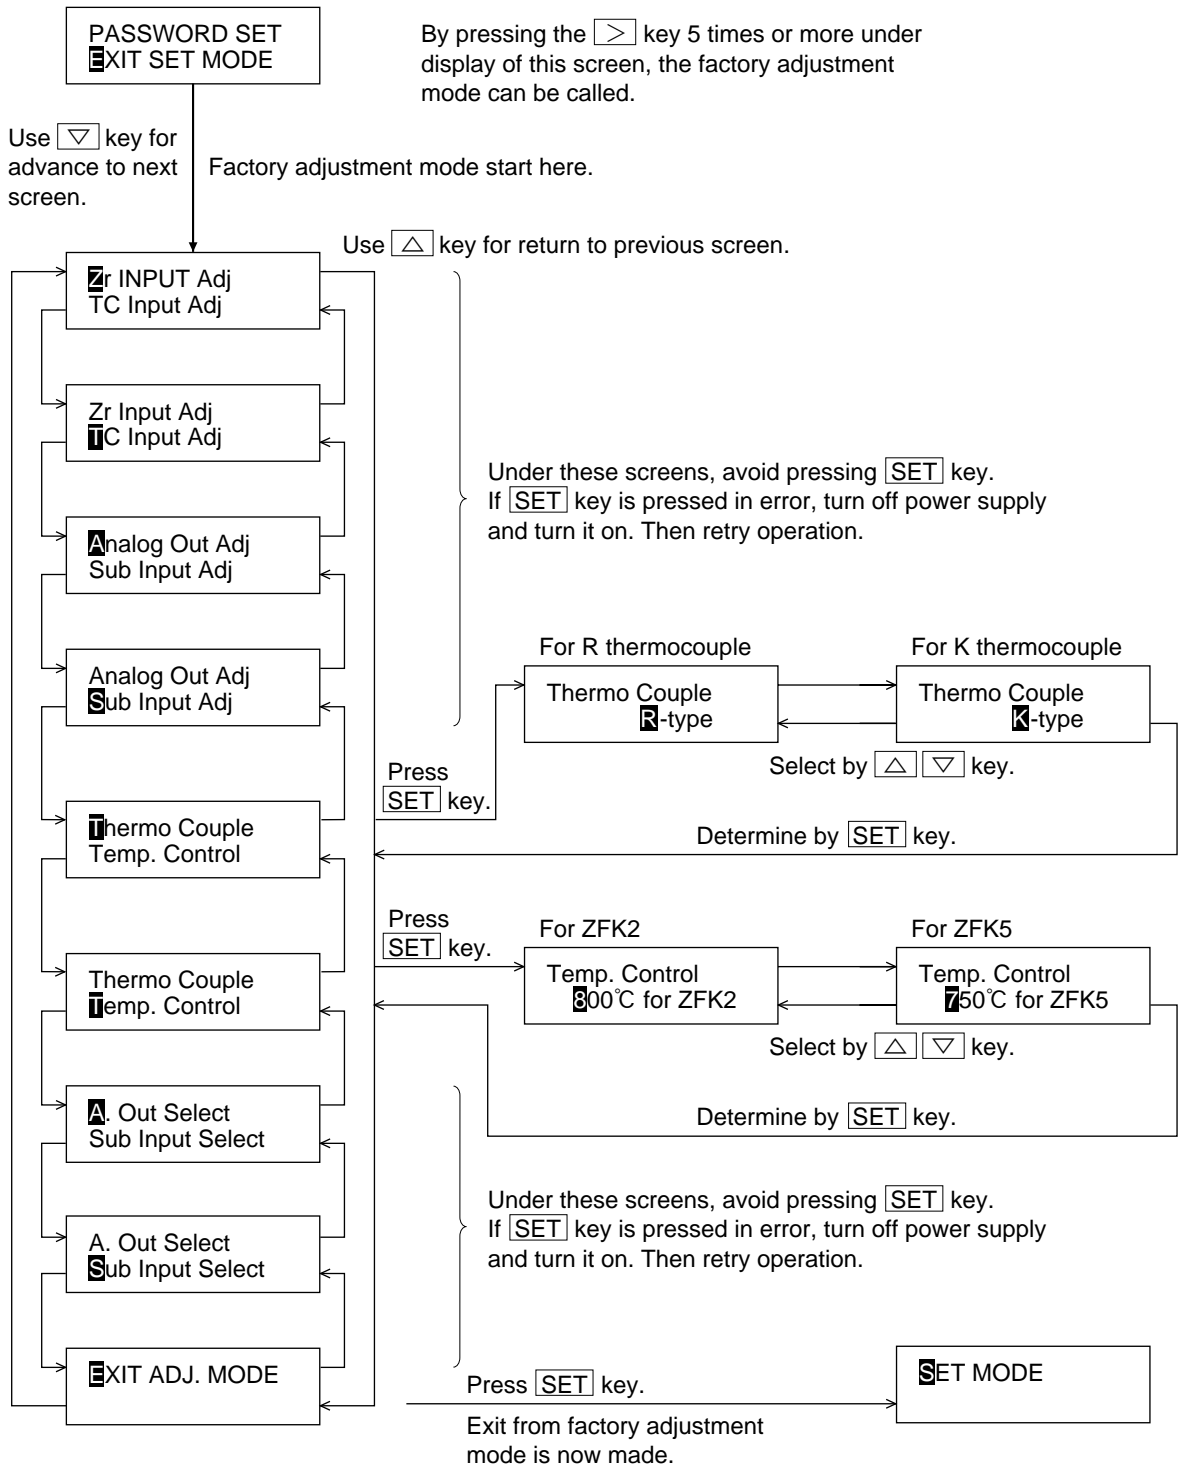 PASSWORD SET
EXIT SET MODE
By pressing the > key 5 times or more under
display of this screen, the factory adjustment
mode can be called.
Use ▽ key for
advance to next
screen.
Factory adjustment mode start here.
Use △ key for return to previous screen.
Zr INPUT Adj
TC Input Adj
Zr Input Adj
TC Input Adj
Under these screens, avoid pressing SET key.
If SET key is pressed in error, turn off power supply
and turn it on. Then retry operation.
Analog Out Adj
Sub Input Adj
Analog Out Adj
Sub Input Adj
For R thermocouple
Thermo Couple
R-type
For K thermocouple
Thermo Couple
K-type
Select by △ ▽ key.
Press
SET key.
Determine by SET key.
Thermo Couple
Temp. Control
Press
SET key.
For ZFK2
Temp. Control
800℃ for ZFK2
For ZFK5
Temp. Control
750℃ for ZFK5
Select by △ ▽ key.
Determine by SET key.
Thermo Couple
Temp. Control
A. Out Select
Sub Input Select
Under these screens, avoid pressing SET key.
If SET key is pressed in error, turn off power supply
and turn it on. Then retry operation.
A. Out Select
Sub Input Select
EXIT ADJ. MODE
Press SET key.
Exit from factory adjustment
mode is now made.
SET MODE